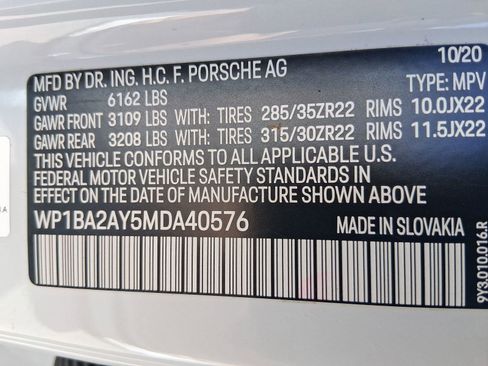 10/20
MFD BY DR. ING. H.C. F. PORSCHE AG
TYPE: MPV
GVWR 6162 LBS
GAWR FRONT 3109 LBS WITH: TIRES 285/35ZR22 RIMS 10.0JX22
GAWR REAR 3208 LBS WITH: TIRES 315/30ZR22 RIMS 11.5JX22
THIS VEHICLE CONFORMS TO ALL APPLICABLE U.S.
FEDERAL MOTOR VEHICLE SAFETY STANDARDS IN
EFFECT ON THE DATE OF MANUFACTURE SHOWN ABOVE
WP1BA2AY5MDA40576
MADE IN SLOVAKIA
9Y3.010.016.R